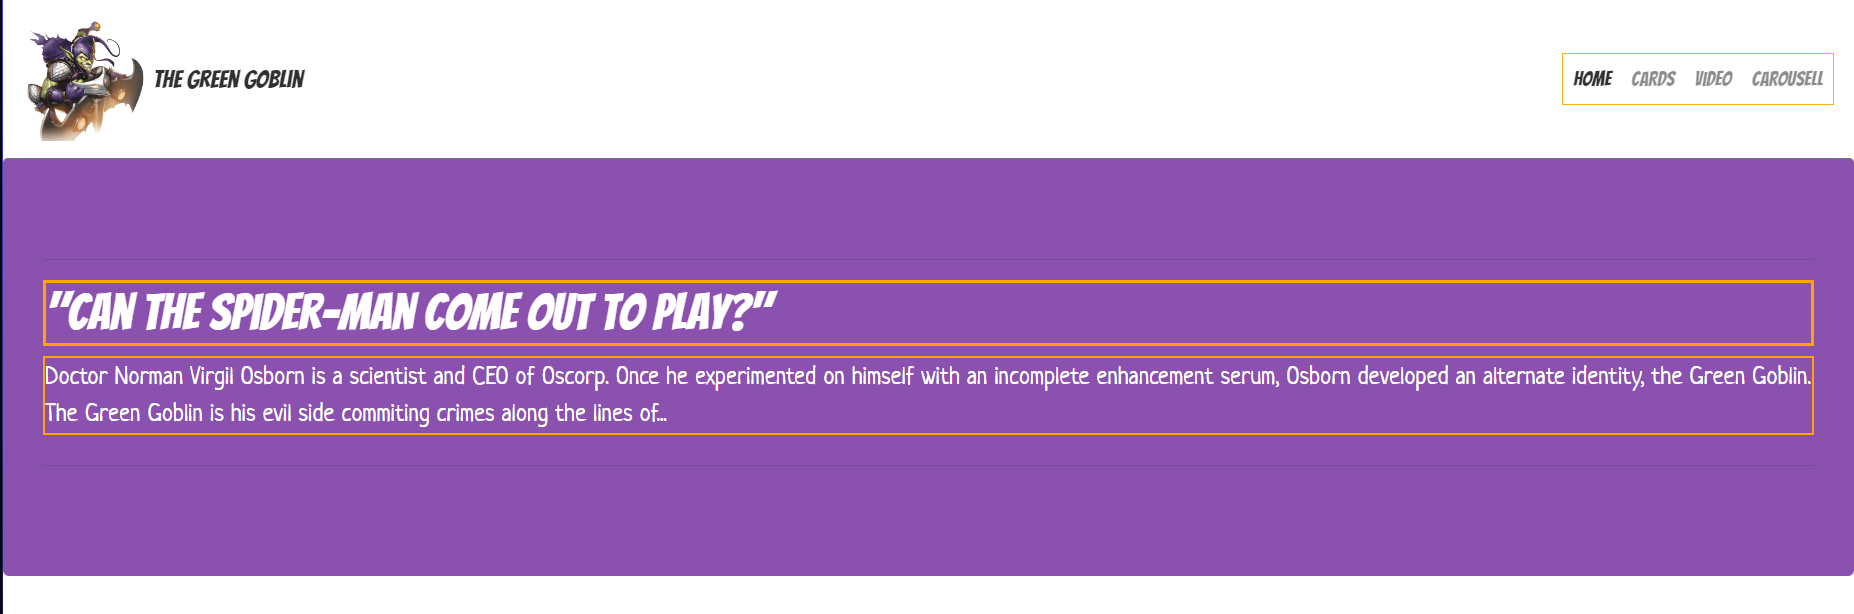 THE GREEN GOBLIN
HOME CARDS VIDEO CAROUSELL
"CAN THE SPIDER-MAN COME OUT TO PLAY?"
Doctor Norman Virgil Osborn is a scientist and CEO of Oscorp. Once he experimented on himself with an incomplete enhancement serum, Osborn developed an alternate identity, the Green Goblin.
The Green Goblin is his evil side commiting crimes along the lines of...